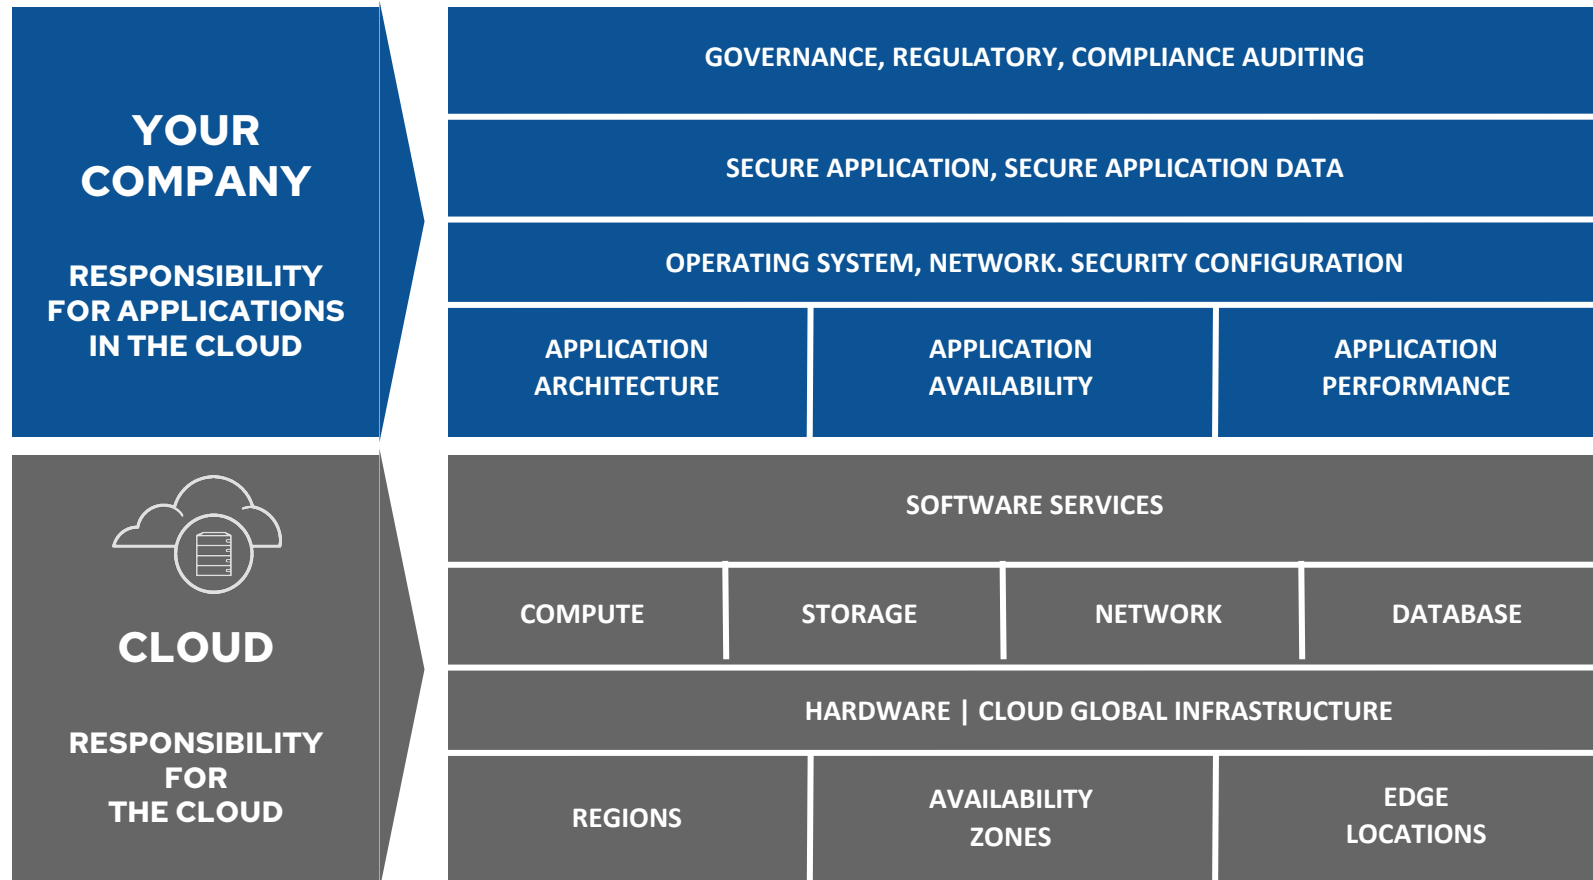 YOUR
COMPANY
RESPONSIBILITY
FOR APPLICATIONS
IN THE CLOUD
GOVERNANCE, REGULATORY, COMPLIANCE AUDITING
SECURE APPLICATION, SECURE APPLICATION DATA
OPERATING SYSTEM, NETWORK. SECURITY CONFIGURATION
APPLICATION
ARCHITECTURE
APPLICATION
AVAILABILITY
APPLICATION
PERFORMANCE
CLOUD
RESPONSIBILITY
FOR
THE CLOUD
SOFTWARE SERVICES
COMPUTE
STORAGE
NETWORK
DATABASE
HARDWARE | CLOUD GLOBAL INFRASTRUCTURE
REGIONS
AVAILABILITY
ZONES
EDGE
LOCATIONS